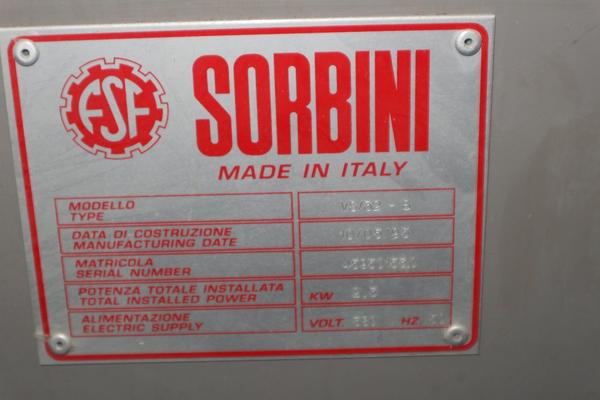 FSF
SORBINI
MADE IN ITALY
MODELLO
TYPE
DATA DI COSTRUZIONE
MANUFACTURING DATE
MATRICOLA
SERIAL NUMBER
POTENZA TOTALE INSTALLATA
TOTAL INSTALLED POWER
KW
ALIMENTAZIONE
ELECTRIC SUPPLY
VOLT. HZ.